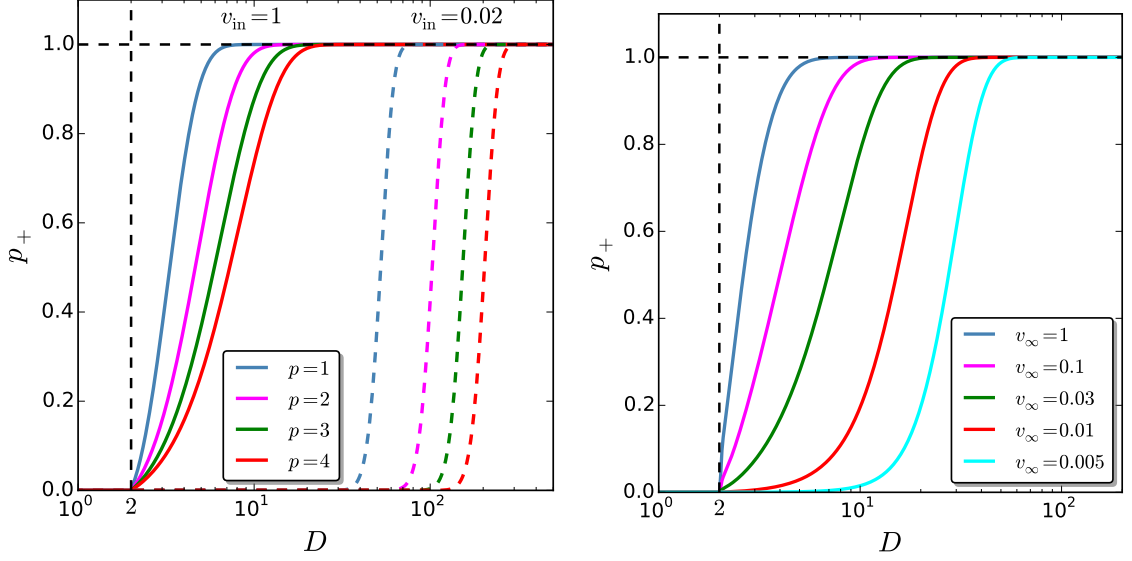 v_in=1 v_in=0.02
1.0
0.8
0.6
0.4
0.2
0.0
p_+
p=1
p=2
p=3
p=4
10^0 2 10^1 10^2
D
1.0
0.8
0.6
0.4
0.2
0.0
p_+
v_∞=1
v_∞=0.1
v_∞=0.03
v_∞=0.01
v_∞=0.005
10^0 2 10^1 10^2
D